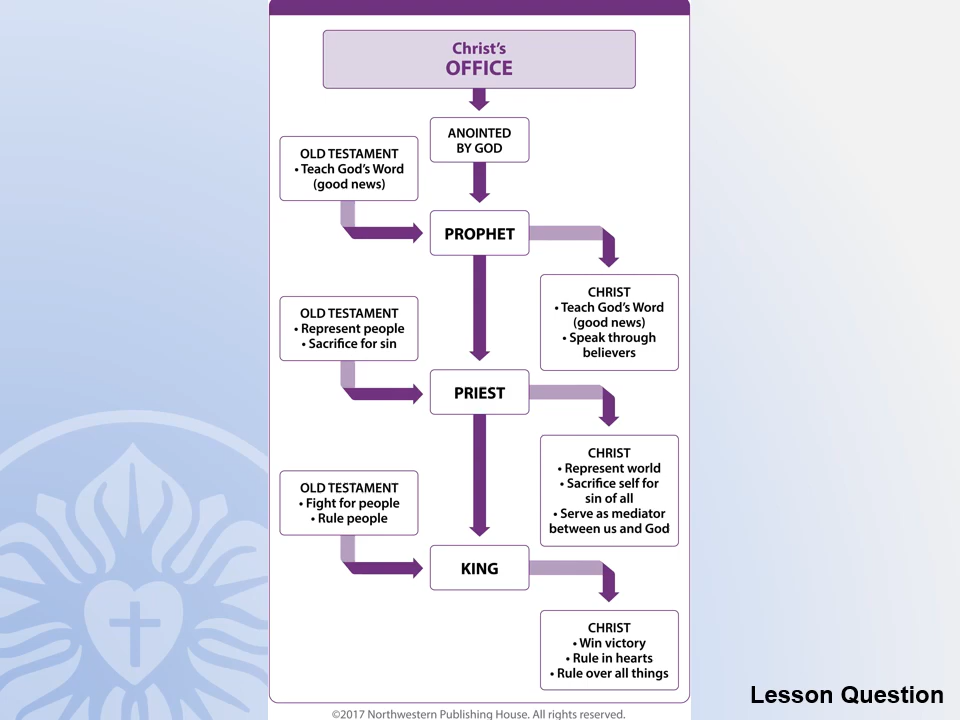 Christ's
OFFICE
ANOINTED
BY GOD
OLD TESTAMENT
• Teach God's Word
(good news)
PROPHET
CHRIST
• Teach God's Word
(good news)
• Speak through
believers
OLD TESTAMENT
• Represent people
• Sacrifice for sin
PRIEST
CHRIST
• Represent world
• Sacrifice self for
sin of all
• Serve as mediator
between us and God
OLD TESTAMENT
• Fight for people
• Rule people
KING
CHRIST
• Win victory
• Rule in hearts
• Rule over all things
Lesson Question
©2017 Northwestern Publishing House. All rights reserved.